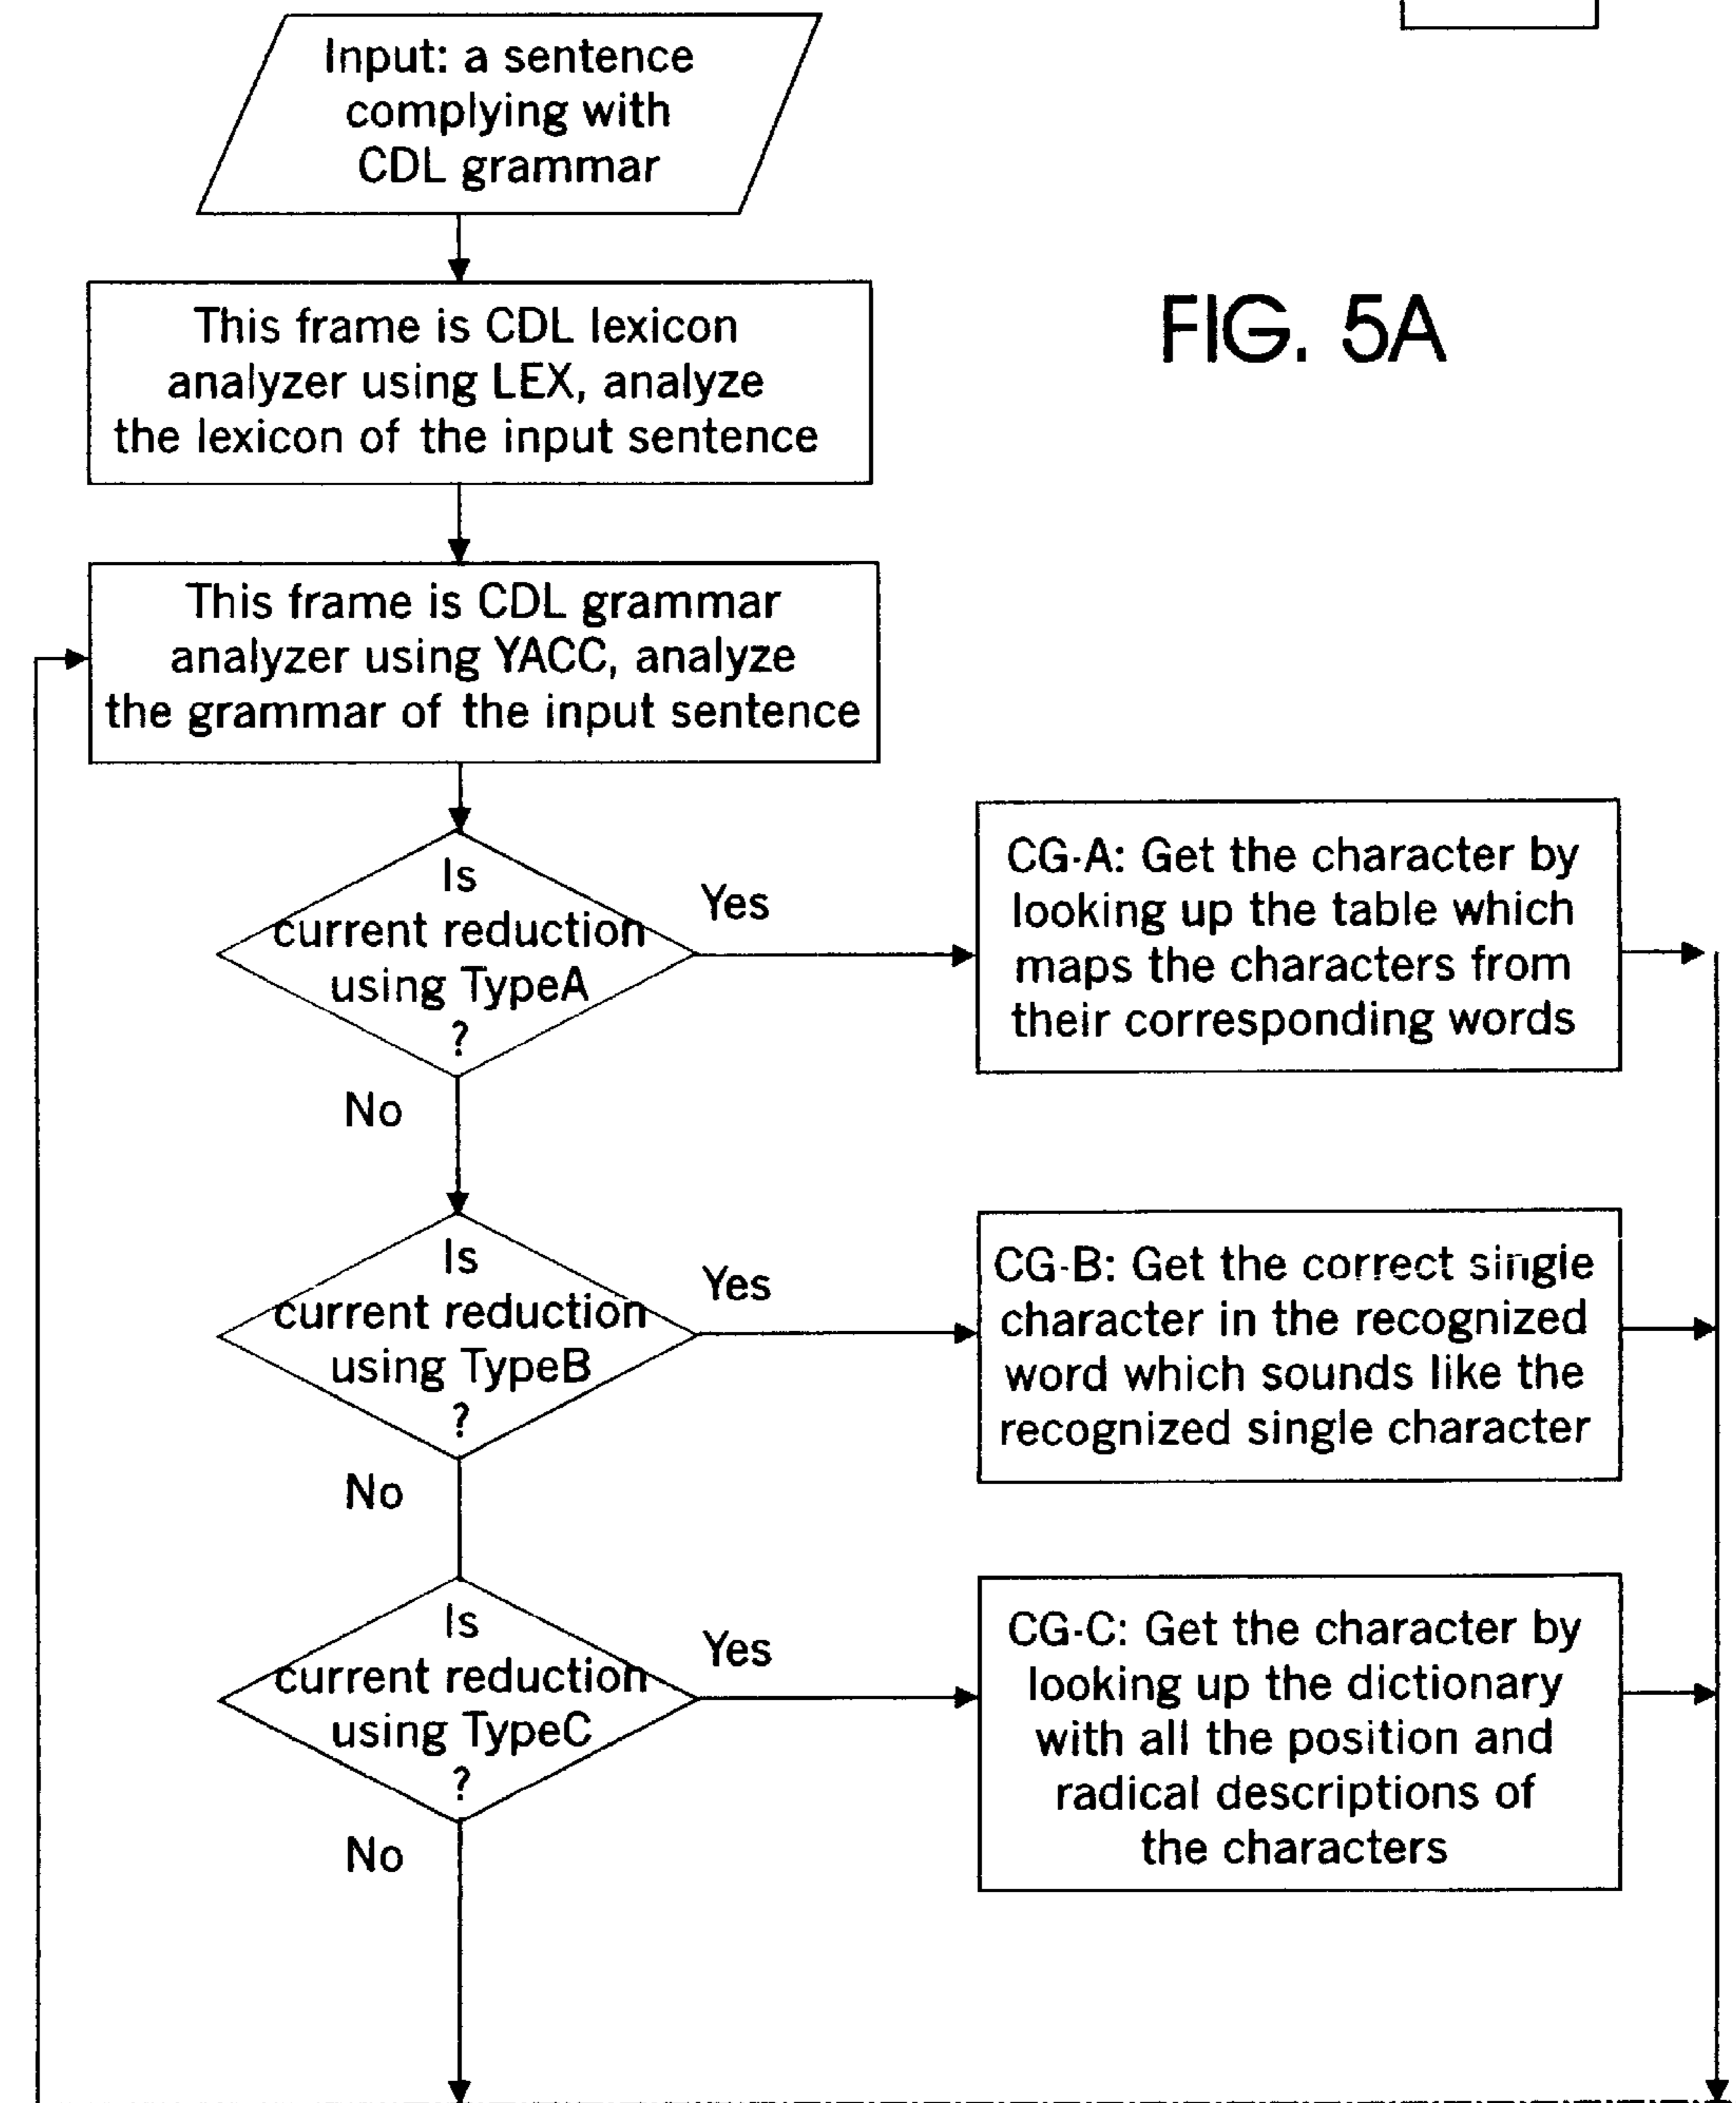 Input: a sentence
complying with
CDL grammar
This frame is CDL lexicon
analyzer using LEX, analyze
the lexicon of the input sentence
FIG. 5A
This frame is CDL grammar
analyzer using YACC, analyze
the grammar of the input sentence
Is
current reduction
using TypeA
?
Yes
No
CG-A: Get the character by
looking up the table which
maps the characters from
their corresponding words
Is
current reduction
using TypeB
?
Yes
No
CG-B: Get the correct single
character in the recognized
word which sounds like the
recognized single character
Is
current reduction
using TypeC
?
Yes
No
CG-C: Get the character by
looking up the dictionary
with all the position and
radical descriptions of
the characters